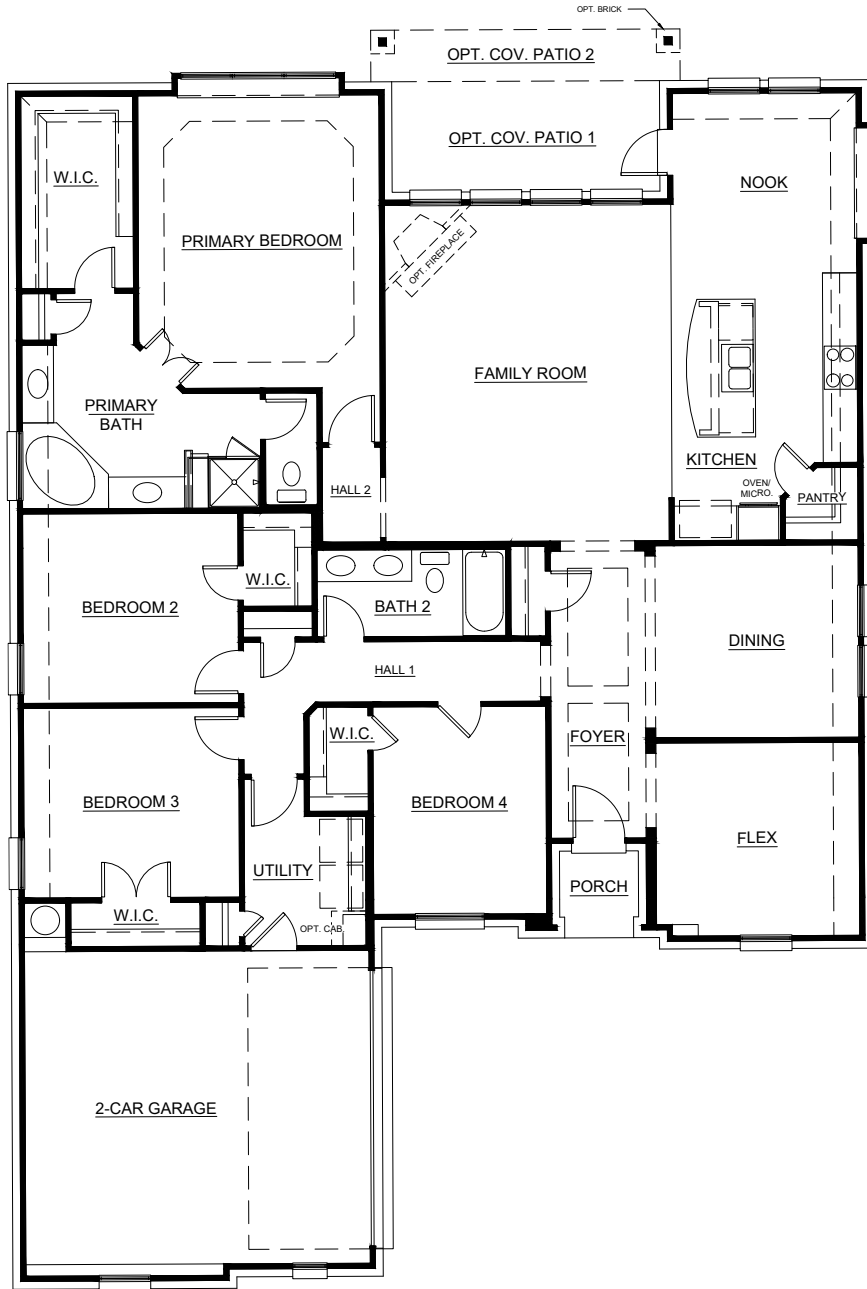 OPT. BRICK
OPT. COV. PATIO 2
OPT. COV. PATIO 1
W.I.C.
NOOK
PRIMARY BEDROOM
OPT. FIREPLACE
FAMILY ROOM
PRIMARY
BATH
KITCHEN
OVEN/
MICRO.
HALL 2
PANTRY
W.I.C.
BEDROOM 2
BATH 2
DINING
HALL 1
W.I.C.
FOYER
BEDROOM 3
BEDROOM 4
FLEX
UTILITY
PORCH
W.I.C.
OPT. CAB.
2-CAR GARAGE